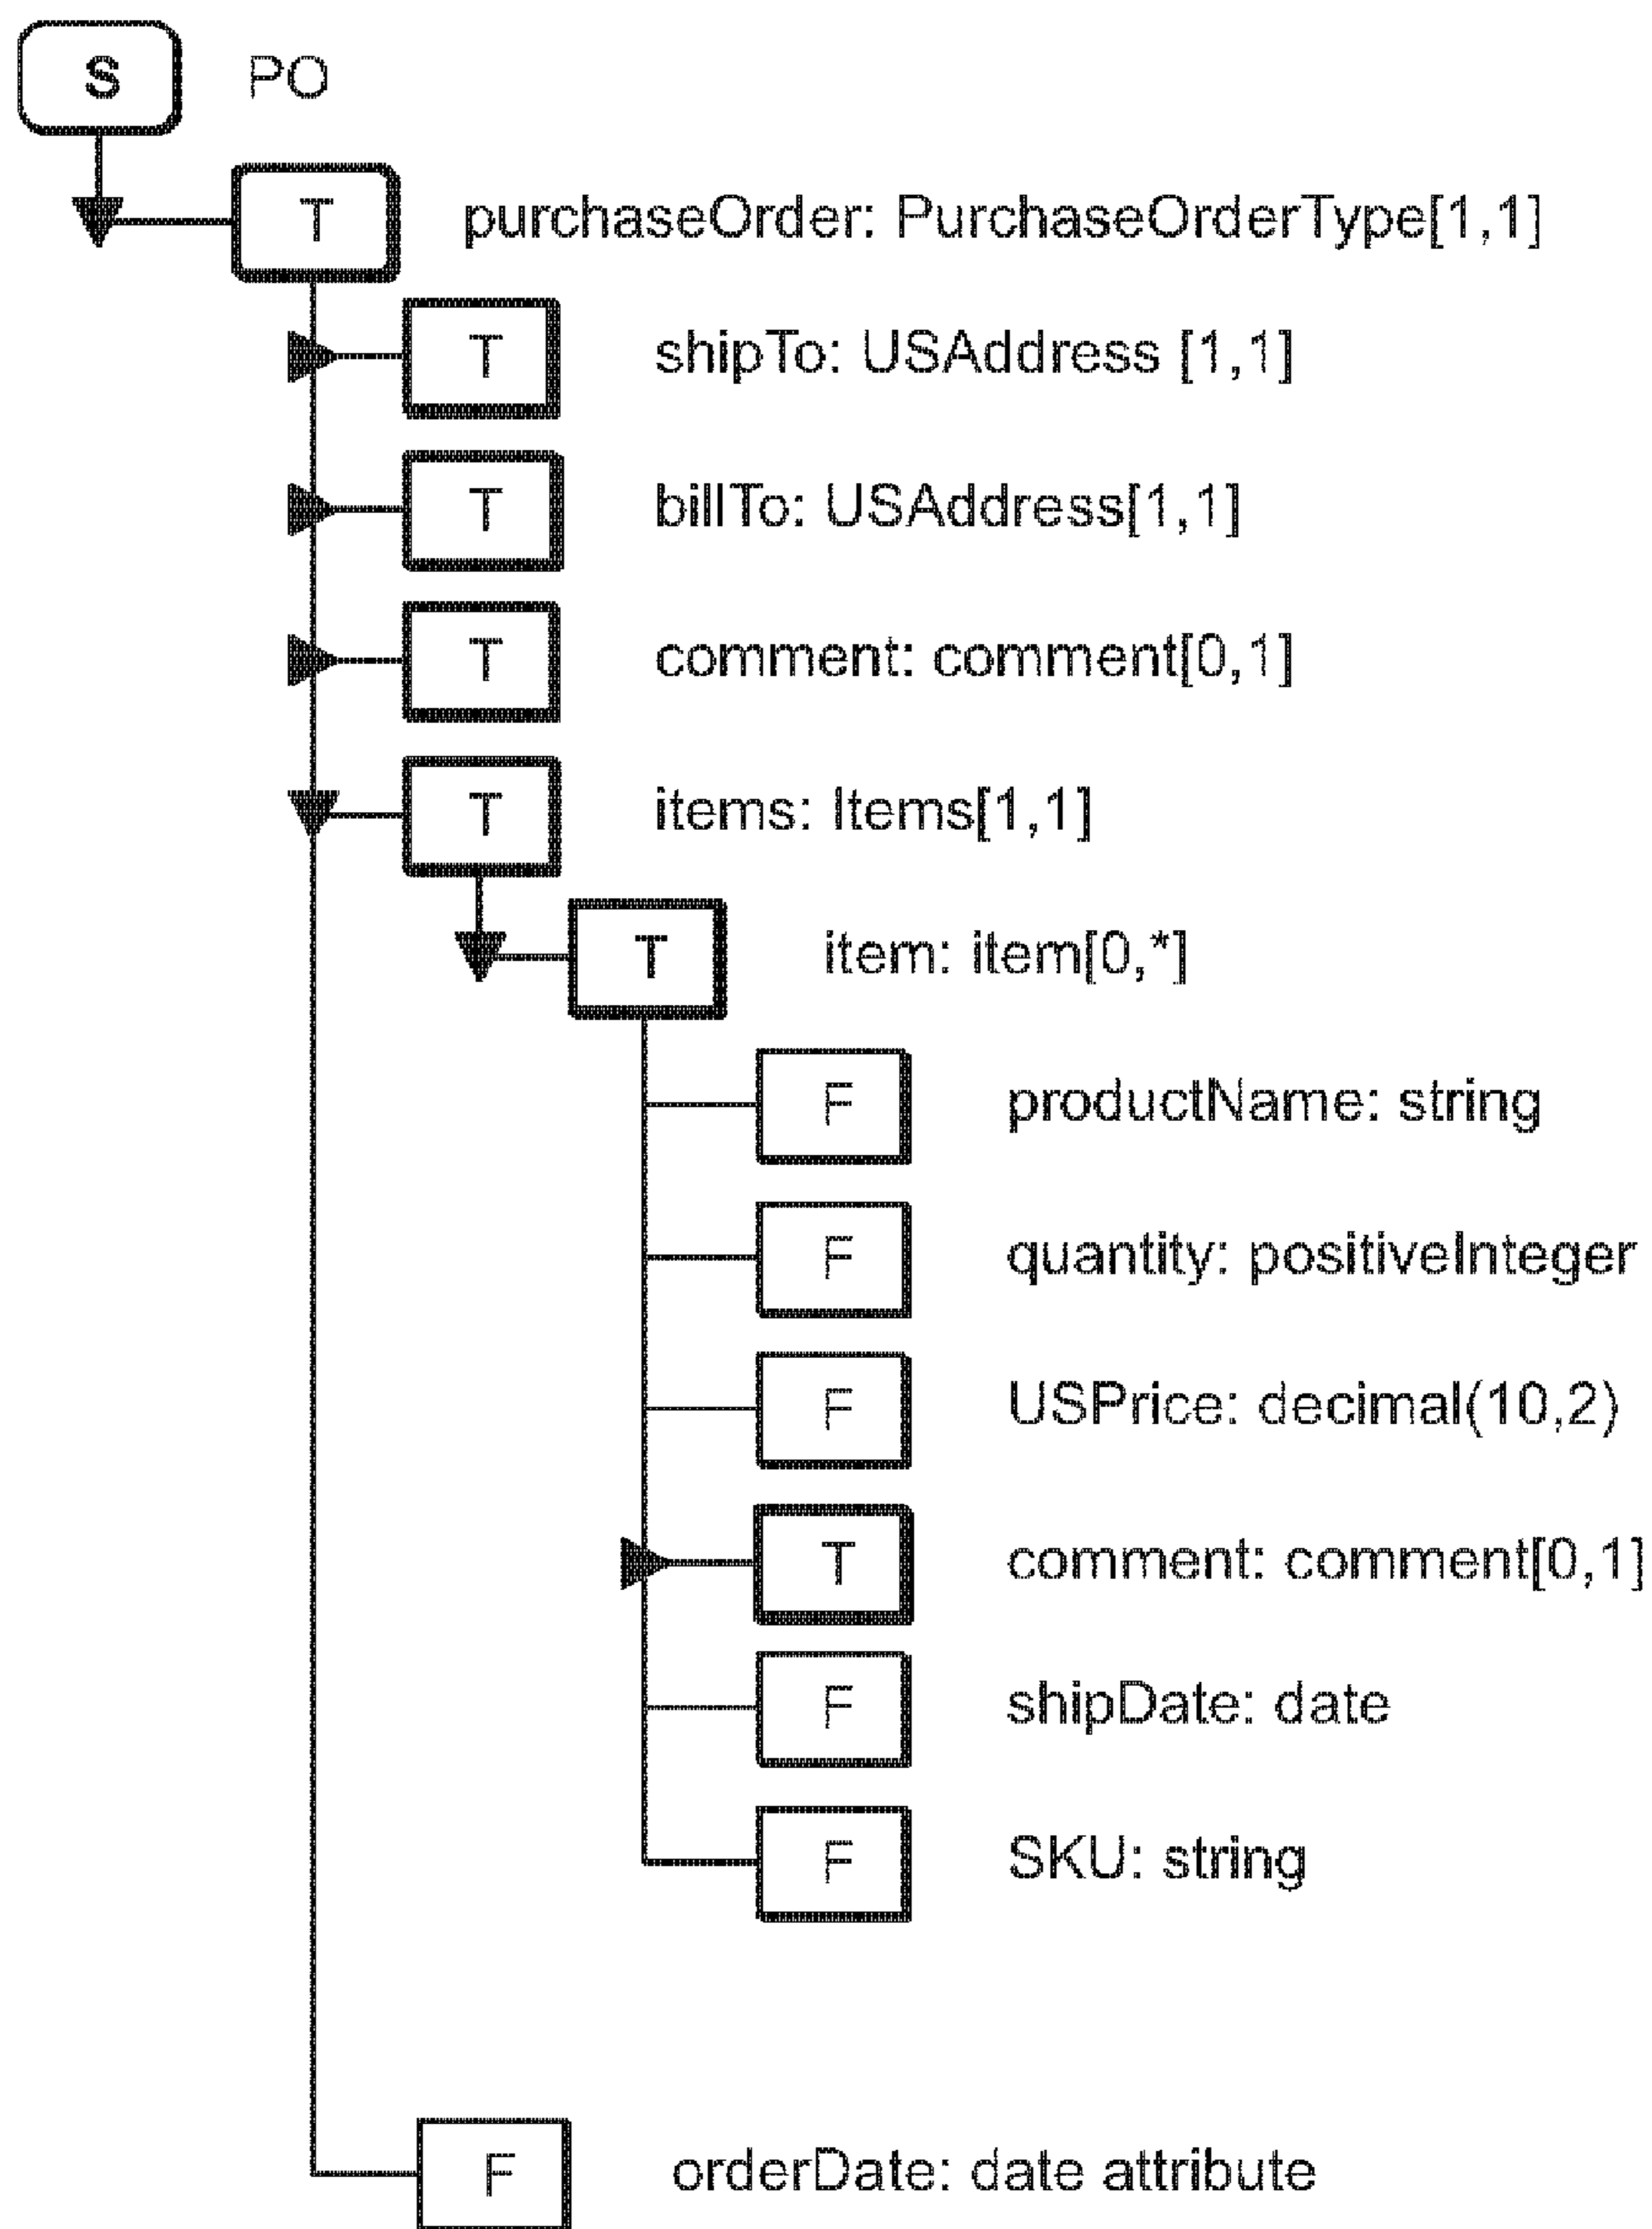 S PO
T purchaseOrder: PurchaseOrderType[1,1]
T shipTo: USAddress [1,1]
T billTo: USAddress[1,1]
T comment: comment[0,1]
T items: Items[1,1]
T item: item[0,*]
F productName: string
F quantity: positiveInteger
F USPrice: decimal(10,2)
T comment: comment[0,1]
F shipDate: date
F SKU: string
F orderDate: date attribute